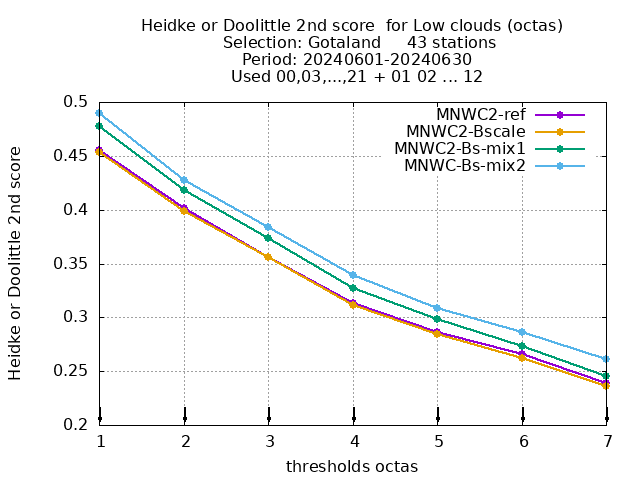 Heidke or Doolittle 2nd score  for Low clouds (octas)
Selection: Gotaland     43 stations
Period: 20240601-20240630
Used 00,03,...,21 + 01 02 ... 12
MNWC2-ref
MNWC2-Bscale
MNWC2-Bs-mix1
MNWC-Bs-mix2
Heidke or Doolittle 2nd score
0.5
0.45
0.4
0.35
0.3
0.25
0.2
1 2 3 4 5 6 7
thresholds octas